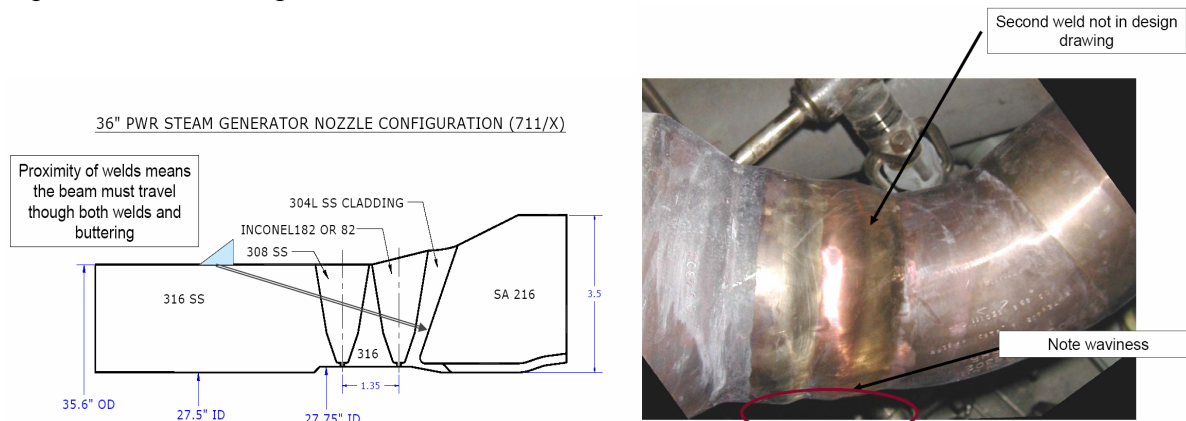 36" PWR STEAM GENERATOR NOZZLE CONFIGURATION (711/X)
Proximity of welds means
the beam must travel
though both welds and
buttering
304L SS CLADDING
INCONEL182 OR 82
308 SS
316 SS
SA 216
3.5
316
1.35
35.6" OD
27.5" ID
27.75" ID
Second weld not in design
drawing
Note waviness